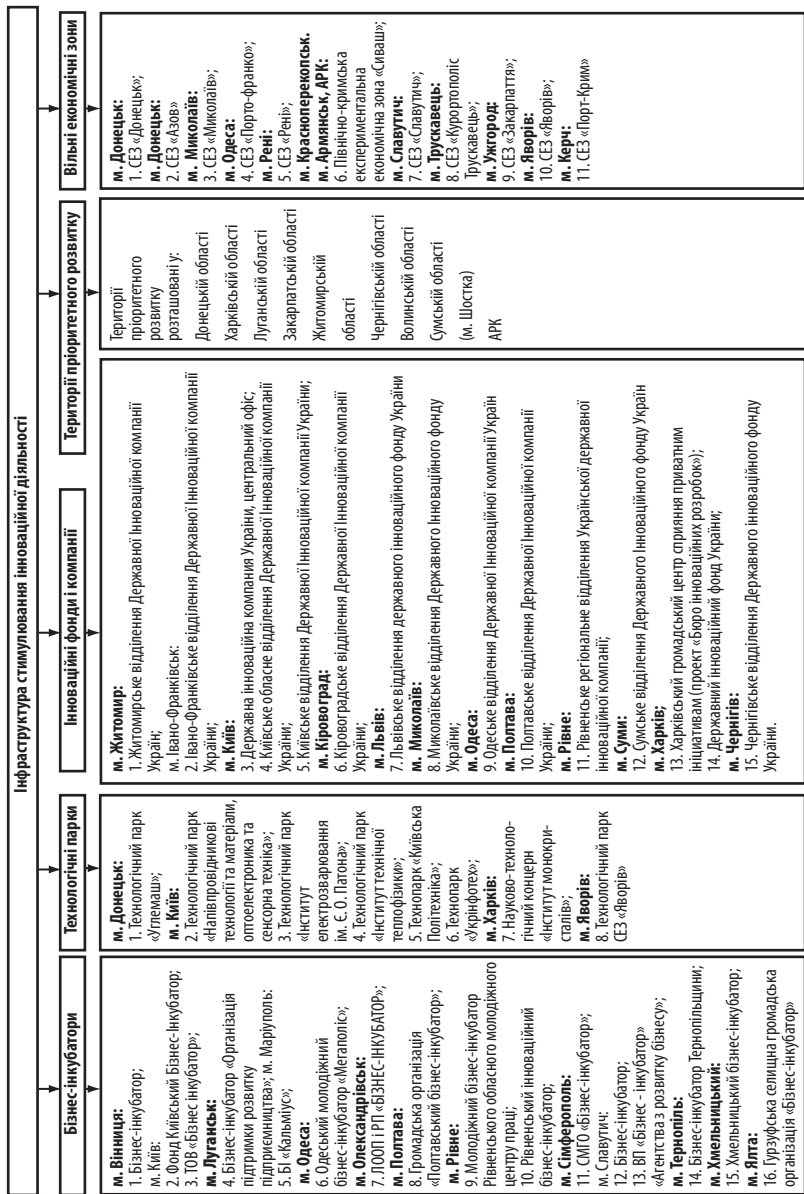 Інфраструктура стимулювання інноваційної діяльності
Бізнес-інкубатори
м. Вінниця:
1. Бізнес-інкубатор;
м. Київ:
2. Фонд Київський Бізнес-Інкубатор;
3. ТОВ «Бізнес інкубатор»;
м. Луганськ:
4. Бізнес-інкубатор «Організація
підтримки розвитку
підприємництва»; м. Маріуполь:
5. БІ «Кальміус»;
м. Одеса:
6. Одеський молодіжний
бізнес-інкубатор «Мегаполіс»;
м. Олександрівськ:
7. ЛООП і РП «БІЗНЕС-ІНКУБАТОР»;
м. Полтава:
8. Громадська організація
«Полтавський бізнес-інкубатор»;
м. Рівне:
9. Молодіжний бізнес-інкубатор
Рівненського обласного молодіжного
центру праці;
10. Рівненський інноваційний
бізнес-інкубатор;
м. Сімферополь:
11. СМГО «Бізнес-інкубатор»;
м. Славутич:
12. Бізнес-інкубатор;
13. ВП «Бізнес – інкубатор»
«Агентства з розвитку бізнесу»;
м. Тернопіль:
14. Бізнес-інкубатор Тернопільщини;
м. Хмельницький:
15. Хмельницький бізнес-інкубатор;
м. Ялта:
16. Гурзуфська селищна громадська
організація «Бізнес-інкубатор»
Технологічні парки
м. Донецьк:
1. Технологічний парк
«Углемаш»;
м. Київ:
2. Технологічний парк
«Напівпровідникові
технології та матеріали,
оптоелектроника та
сенсорна техніка»;
3. Технологічний парк
«Інститут
електрозварювання
ім. Є. О. Патона»;
4. Технологічний парк
«Інститут технічної
теплофізики»;
5. Технопарк «Київська
Політехніка»;
6. Технопарк
«Укрінфотех»;
м. Харків:
7. Науково-техноло-
гічний концерн
«Інститут монокри-
сталів»;
м. Яворів:
8. Технологічний парк
СЕЗ «Яворів»
Інноваційні фонди і компанії
м. Житомир:
1. Житомирське відділення Державної Інноваційної компанії
Україн;
м. Івано-Франківськ:
2. Івано-Франківське відділення Державної Інноваційної компанії
України;
м. Київ:
3. Державна інноваційна компания України, центральний офіс;
4. Київське обласне відділення Державної Інноваційної компанії
України;
5. Київське відділення Державної Інноваційної компанії України;
м. Кіровоград:
6. Кіровоградське відділення Державної Інноваційної компанії
України;
м. Львів:
7. Львівське відділення державного інноваційного фонду України
м. Миколаїв:
8. Миколаївське відділення Державного Інноваційного фонду
України;
м. Одеса:
9. Одеське відділення Державної Інноваційної компанії Україн
м. Полтава:
10. Полтавське відділення Державної Інноваційної компанії
України;
м. Рівне:
11. Рівненське регіональне відділення Української державної
інноваційної компанії;
м. Суми:
12. Сумське відділення Державного Інноваційного фонду Україн
м. Харків;
13. Харківський громадський центр сприяння приватним
ініціативам (проект «Бюро інноваційних розробок»);
14. Державний інноваційний фонд України;
м. Чернігів:
15. Чернігівське відділення Державного інноваційного фонду
України.
Території пріоритетного розвитку
Території
пріоритетного
розвитку
розташовані у:
Донецькій області
Харківській області
Луганській області
Закарпатській області
Житомирській
області
Чернігівській області
Волинській області
Сумській області
(м. Шостка)
АРК
Вільні економічні зони
м. Донецьк:
1. СЕЗ «Донецьк»;
м. Донецьк:
2. СЕЗ «Азов»
м. Миколаїв:
3. СЕЗ «Миколаїв»;
м. Одеса:
4. СЕЗ «Порто-франко»;
м. Рені:
5. СЕЗ «Рені»;
м. Красноперекопськ.
м. Армянськ, АРК:
6. Північно-кримська
експериментальна
економічна зона «Сиваш»;
м. Славутич:
7. СЕЗ «Славутич»;
м. Трускавець:
8. СЕЗ «Курортополіс
Трускавець»;
м. Ужгород:
9. СЕЗ «Закарпаття»;
м. Яворів:
10. СЕЗ «Яворів»;
м. Керч:
11. СЕЗ «Порт-Крим»